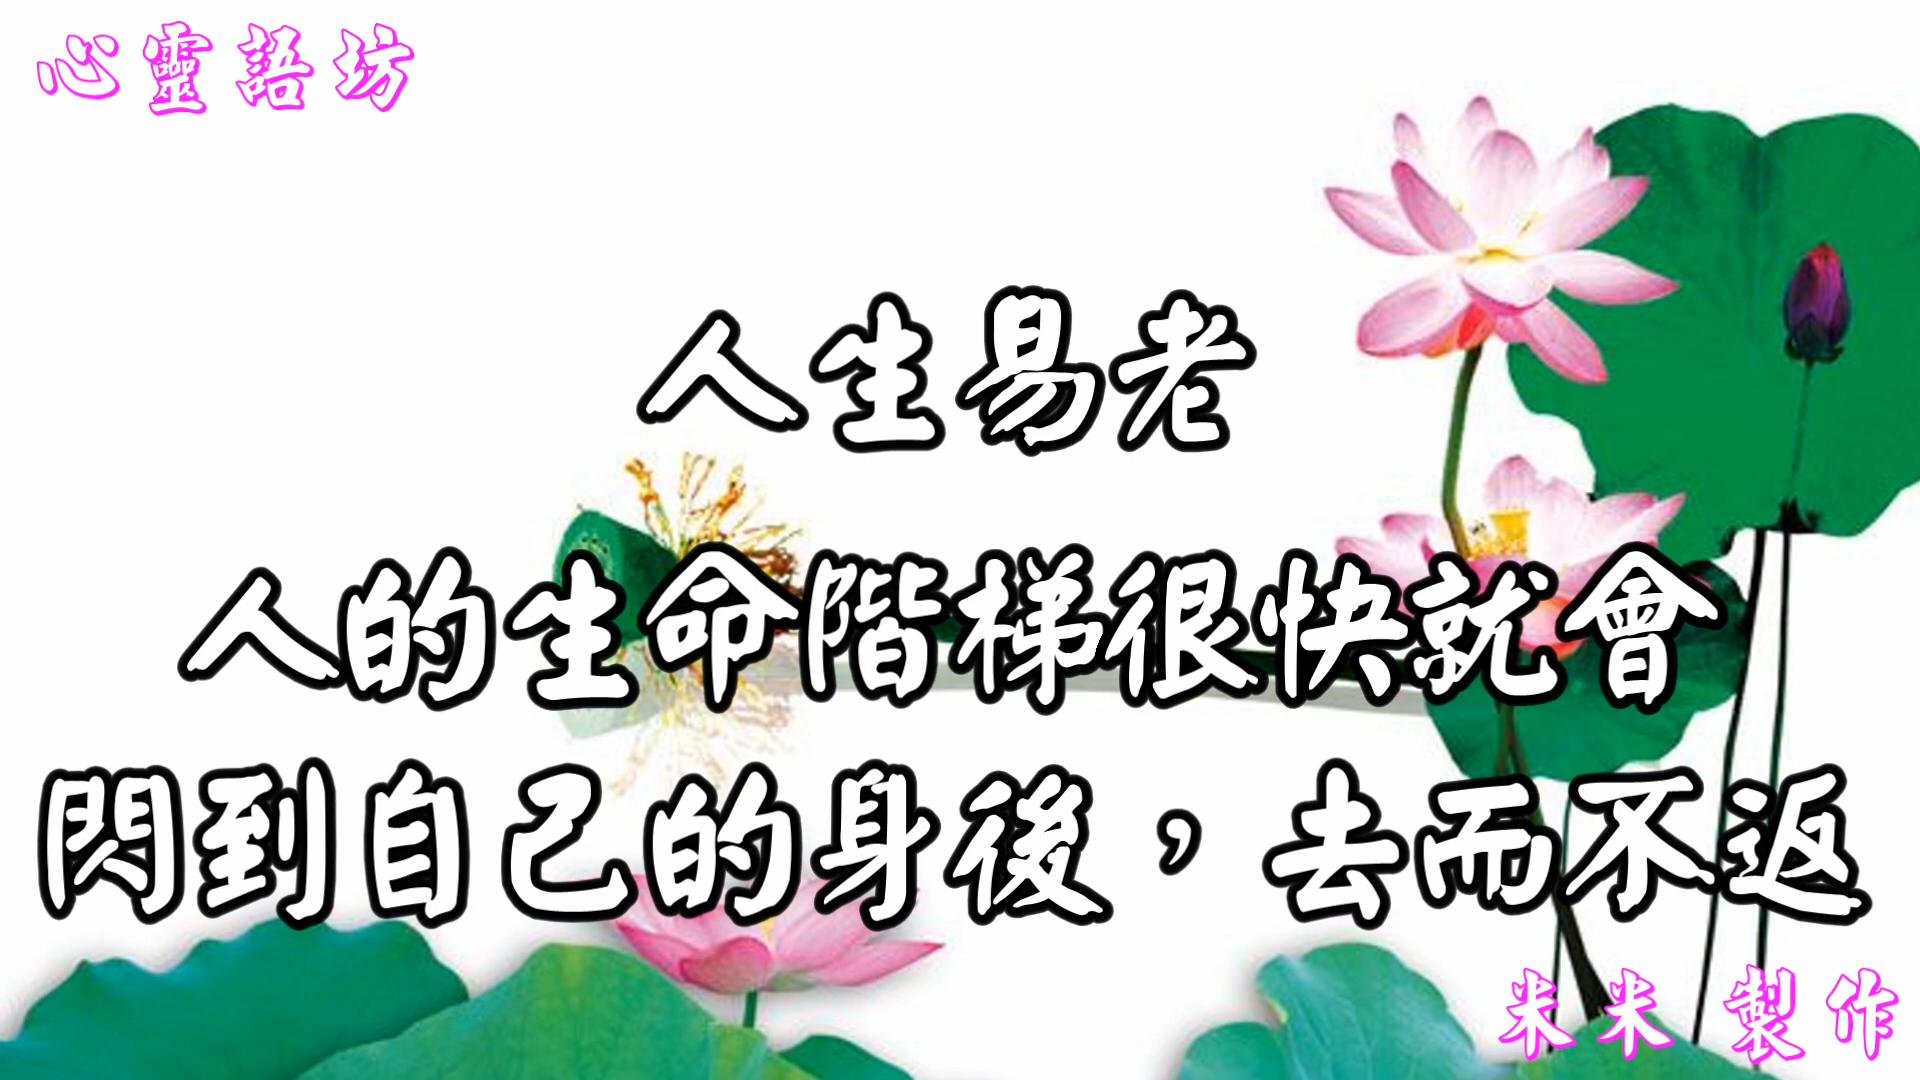 心靈語坊
人生易老
人的生命階梯很快就會
閃到自己的身後，去而不返
米米 製作